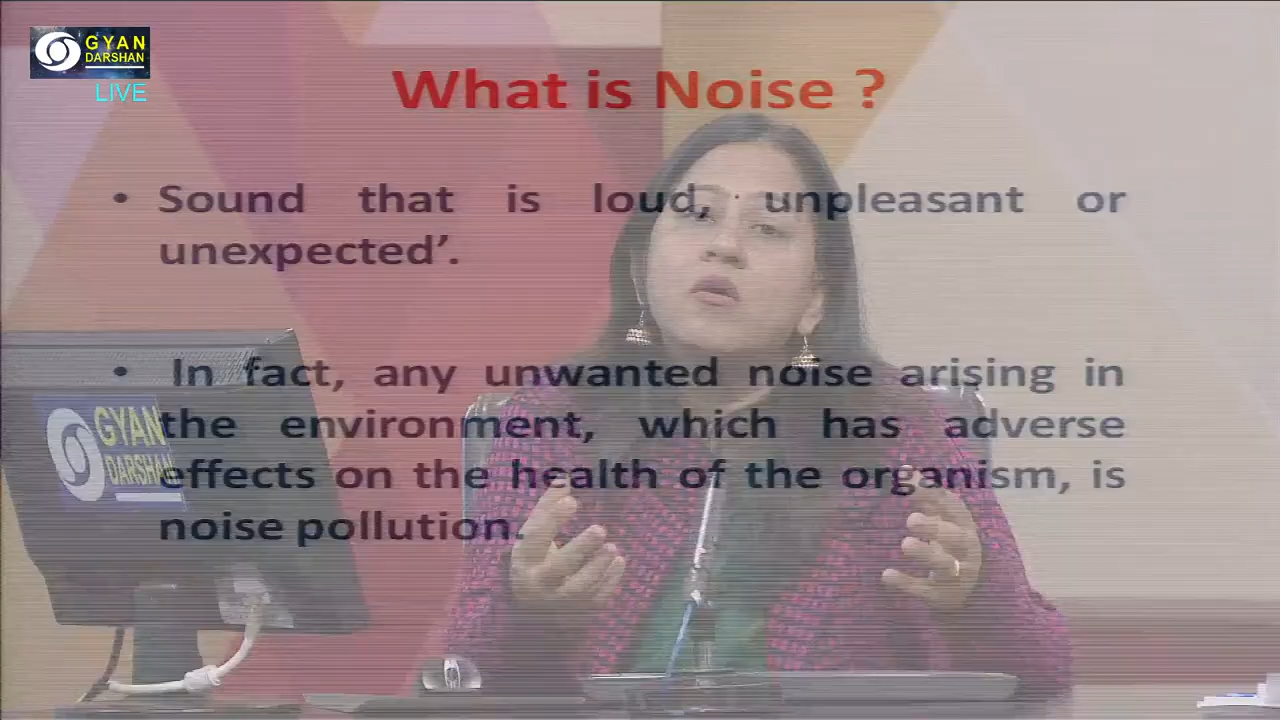 GYAN
DARSHAN
LIVE
What is Noise ?
• Sound that is loud, unpleasant or
unexpected’.
• In fact, any unwanted noise arising in
the environment, which has adverse
effects on the health of the organism, is
noise pollution.
GYAN
DARSHAN